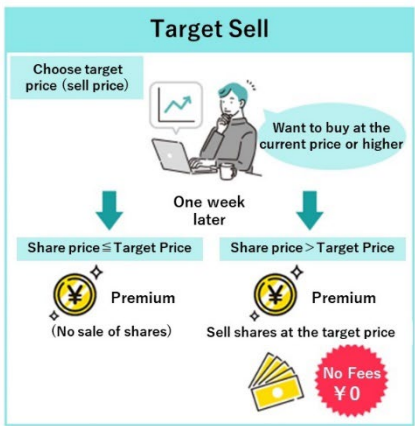 Target Sell
Choose target
price (sell price)
Want to buy at the
current price or higher
One week
later
Share price≦Target Price
Share price>Target Price
¥
Premium
(No sale of shares)
¥
Premium
Sell shares at the target price
No Fees
¥0